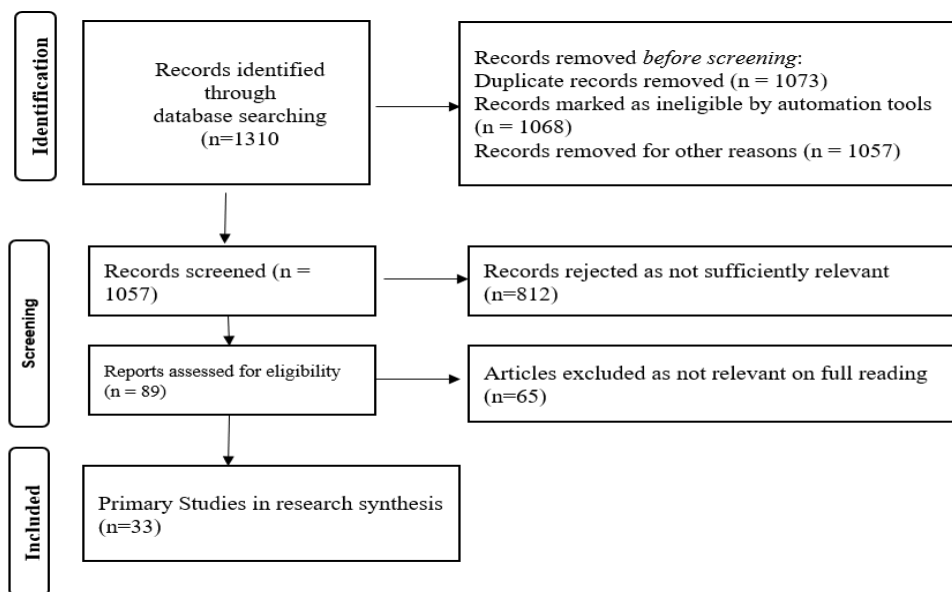 Identification
Records identified
through
database searching
(n=1310
Records removed before screening:
Duplicate records removed (n = 1073)
Records marked as ineligible by automation tools
(n = 1068)
Records removed for other reasons (n = 1057)
Screening
Records screened (n =
1057)
Records rejected as not sufficiently relevant
(n=812)
Reports assessed for eligibility
(n = 89)
Articles excluded as not relevant on full reading
(n=65)
Included
Primary Studies in research synthesis
(n=33)